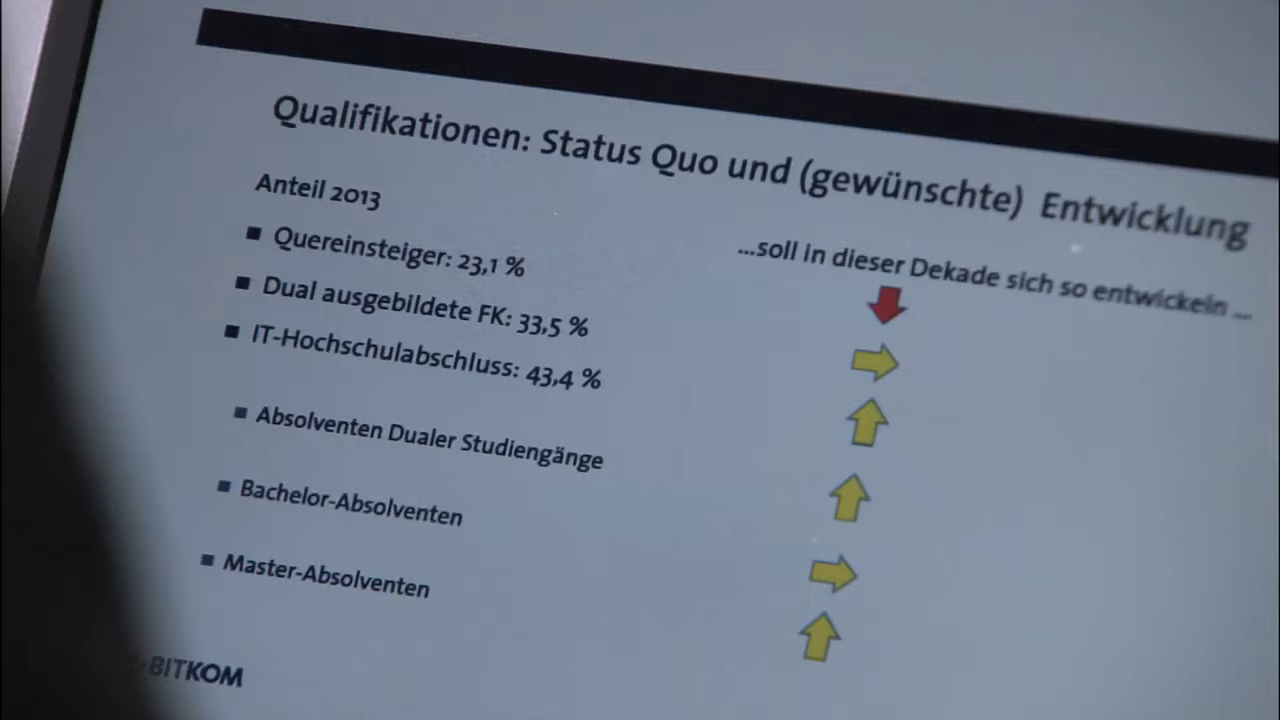 Qualifikationen: Status Quo und (gewünschte) Entwicklung
Anteil 2013
...soll in dieser Dekade sich so entwickeln ...
Quereinsteiger: 23,1 %
Dual ausgebildete FK: 33,5 %
IT-Hochschulabschluss: 43,4 %
Absolventen Dualer Studiengänge
Bachelor-Absolventen
Master-Absolventen
BITKOM